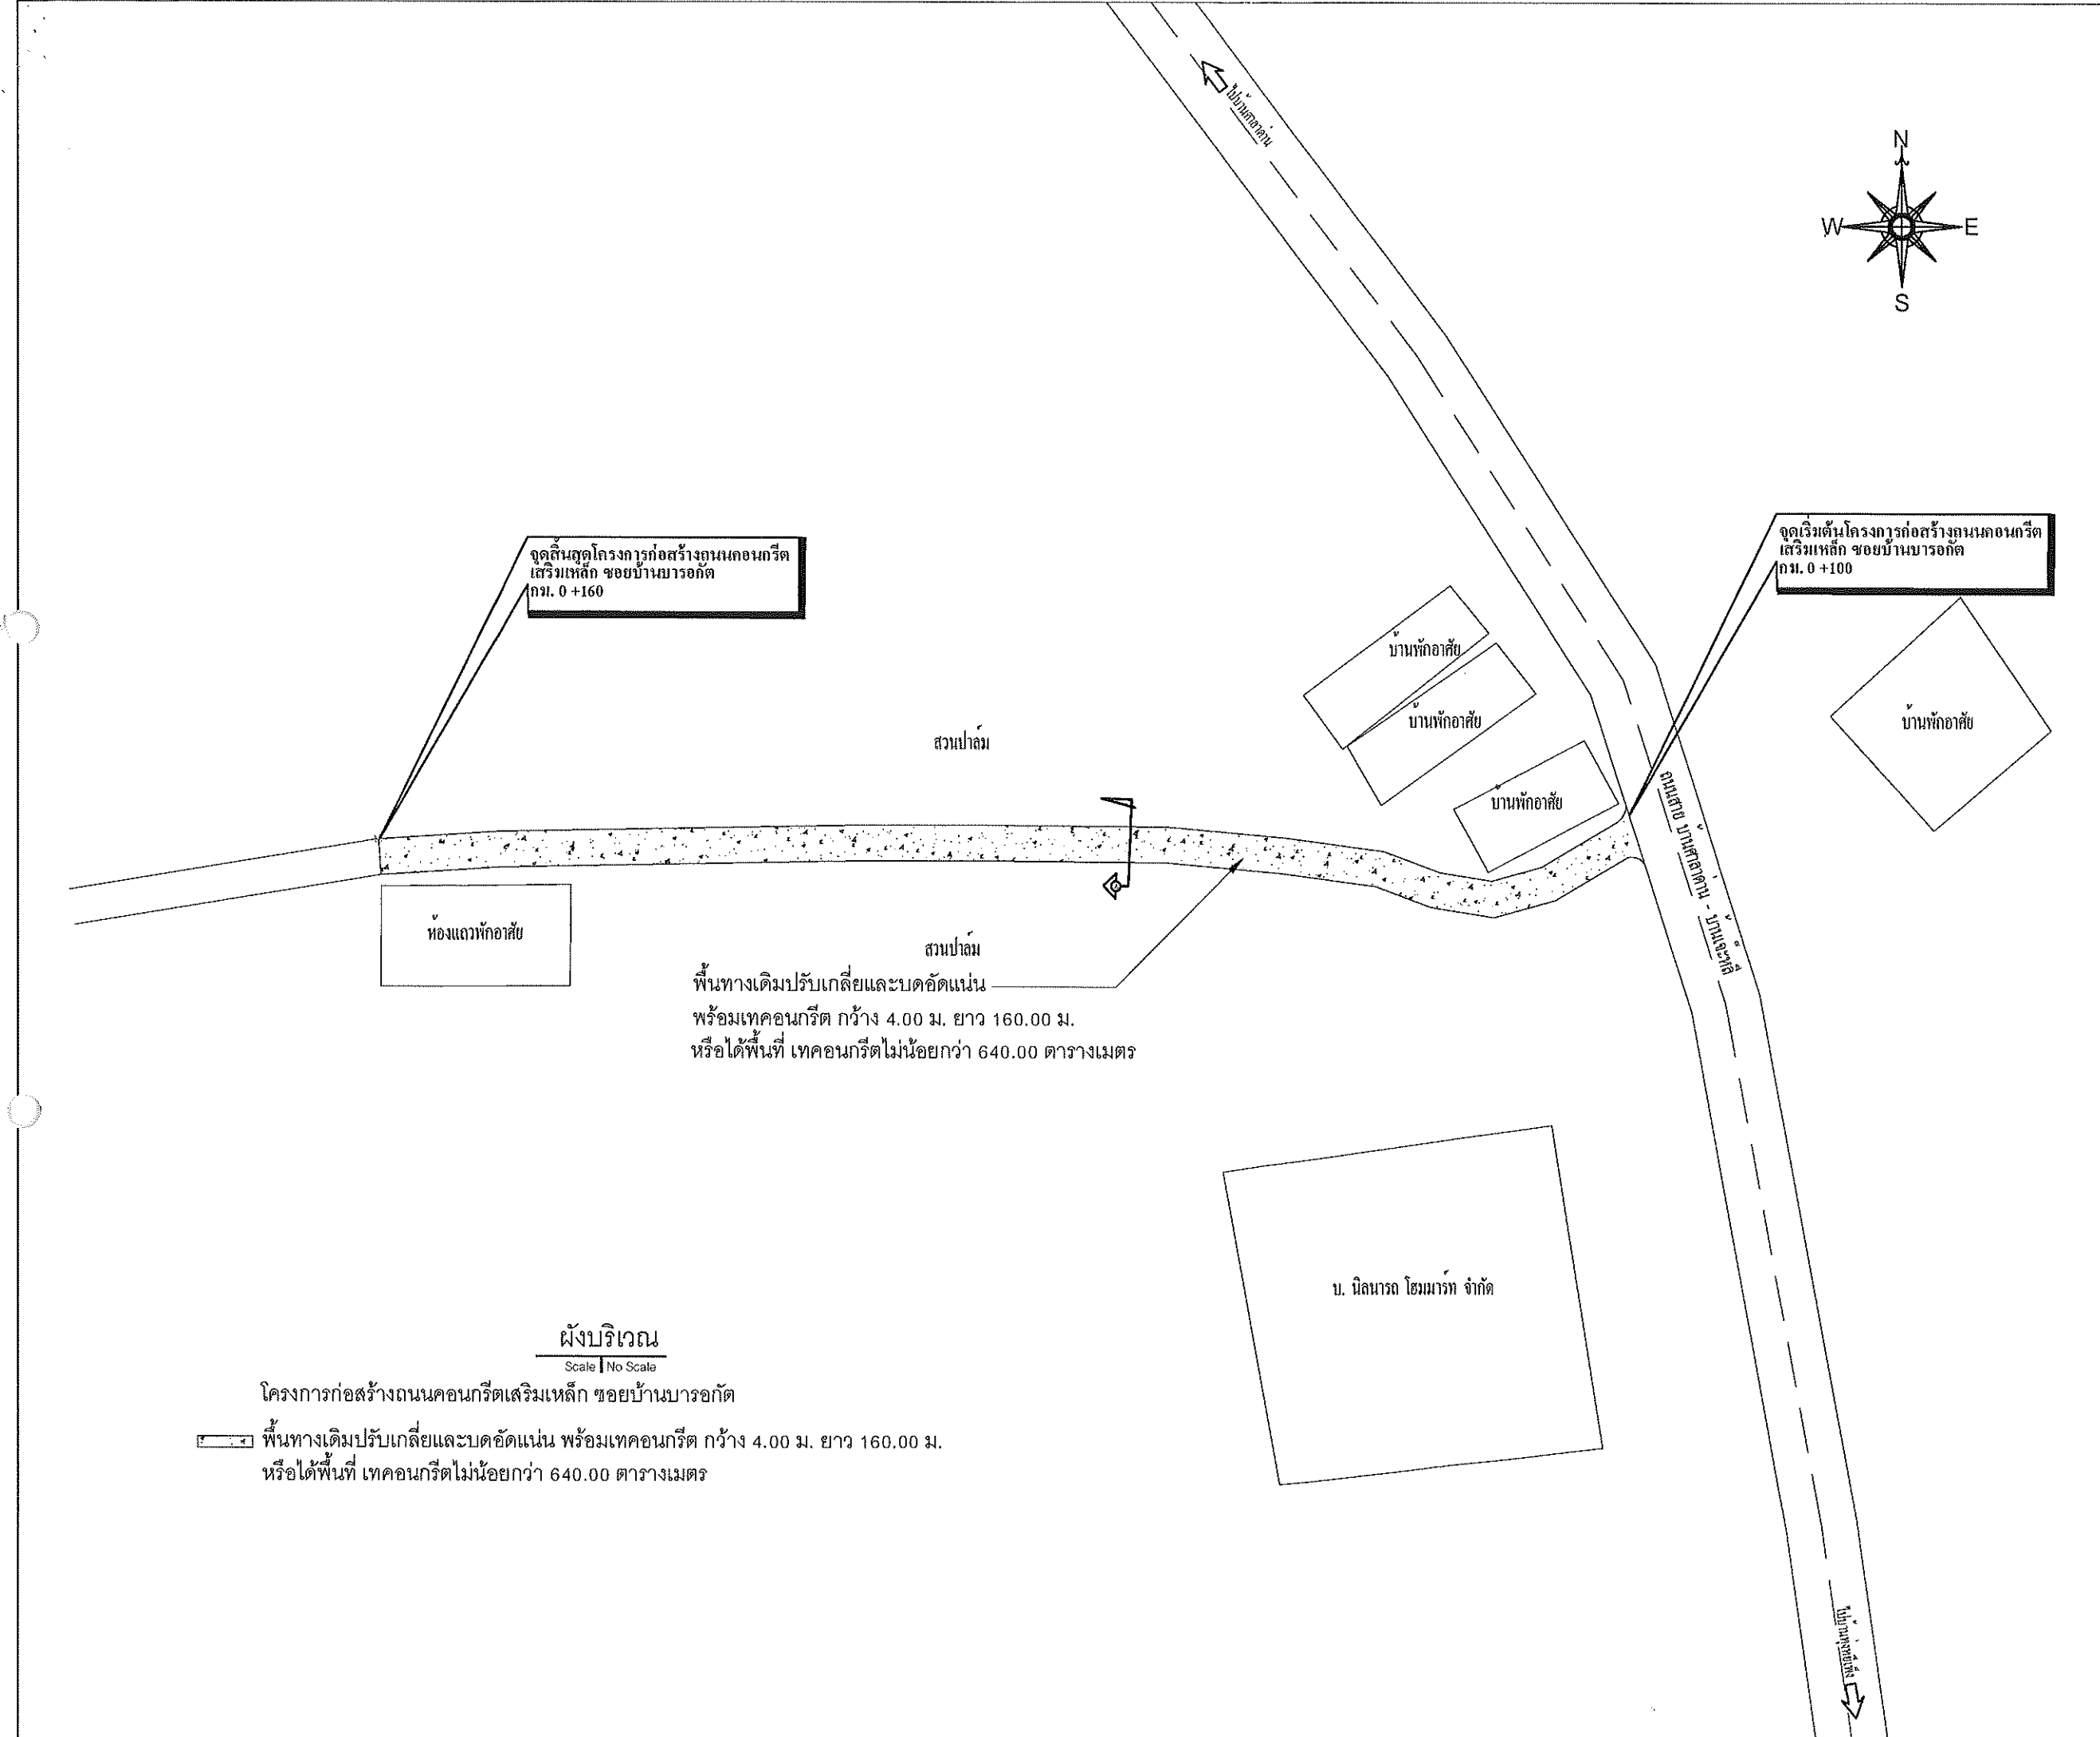 ไปบ้านศาลาด่าน
N
W
E
S
จุดสิ้นสุดโครงการก่อสร้างถนนคอนกรีต
เสริมเหล็ก ซอยบ้านบารอกัต
กม. 0 +160
จุดเริ่มต้นโครงการก่อสร้างถนนคอนกรีต
เสริมเหล็ก ซอยบ้านบารอกัต
กม. 0 +100
บ้านพักอาศัย
บ้านพักอาศัย
บ้านพักอาศัย
บ้านพักอาศัย
สวนปาล์ม
ถนนสาย บ้านศาลาด่าน - บ้านเจ๊ะหลี
ห้องแถวพักอาศัย
สวนปาล์ม
พื้นทางเดิมปรับเกลี่ยและบดอัดแน่น
พร้อมเทคอนกรีต กว้าง 4.00 ม. ยาว 160.00 ม.
หรือได้พื้นที่ เทคอนกรีตไม่น้อยกว่า 640.00 ตารางเมตร
บ. นิลนารถ โฮมมาร์ท จำกัด
ผังบริเวณ
Scale No Scale
โครงการก่อสร้างถนนคอนกรีตเสริมเหล็ก ซอยบ้านบารอกัต
พื้นทางเดิมปรับเกลี่ยและบดอัดแน่น พร้อมเทคอนกรีต กว้าง 4.00 ม. ยาว 160.00 ม.
หรือได้พื้นที่ เทคอนกรีตไม่น้อยกว่า 640.00 ตารางเมตร